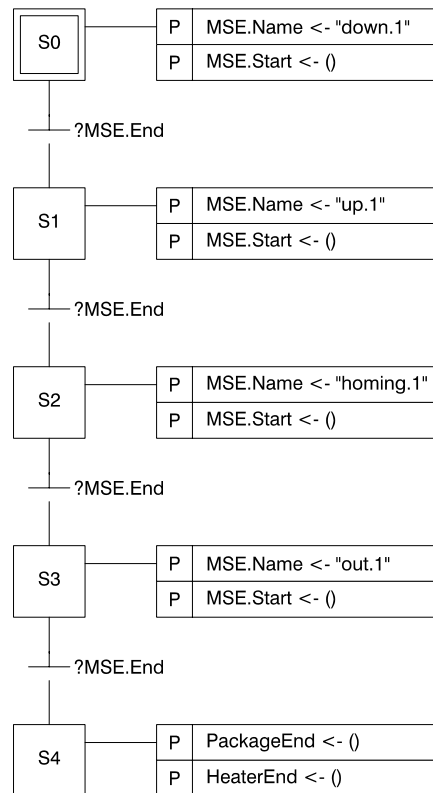 S0
P MSE.Name <- "down.1"
P MSE.Start <- ()
?MSE.End
S1
P MSE.Name <- "up.1"
P MSE.Start <- ()
?MSE.End
S2
P MSE.Name <- "homing.1"
P MSE.Start <- ()
?MSE.End
S3
P MSE.Name <- "out.1"
P MSE.Start <- ()
?MSE.End
S4
P PackageEnd <- ()
P HeaterEnd <- ()